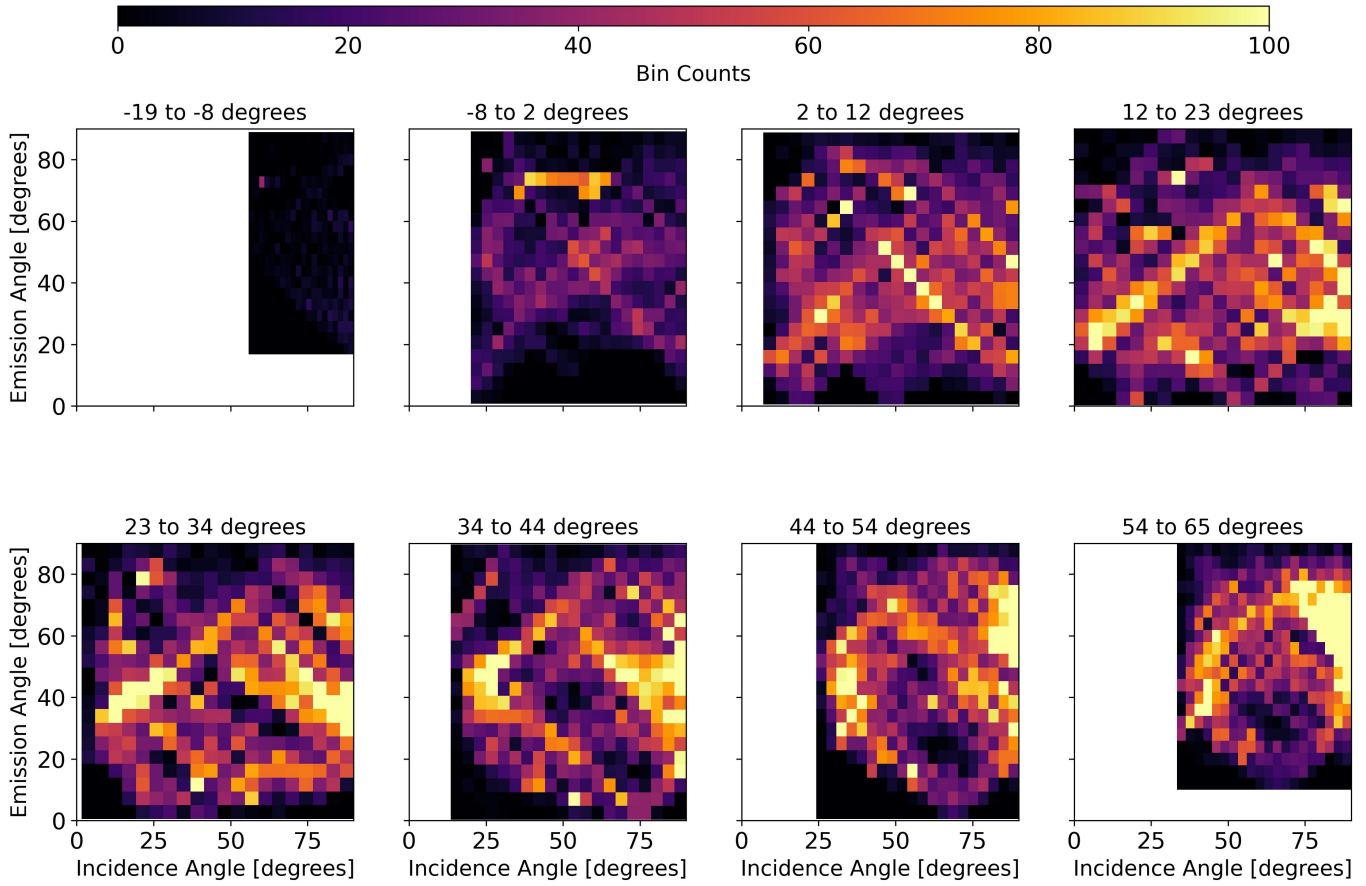 0 20 40 60 80 100
Bin Counts
-19 to -8 degrees -8 to 2 degrees 2 to 12 degrees 12 to 23 degrees
Emission Angle [degrees]
80
60
40
20
0
0 25 50 75
23 to 34 degrees 34 to 44 degrees 44 to 54 degrees 54 to 65 degrees
Emission Angle [degrees]
80
60
40
20
0
0 25 50 75 0 25 50 75 0 25 50 75 0 25 50 75
Incidence Angle [degrees] Incidence Angle [degrees] Incidence Angle [degrees] Incidence Angle [degrees]